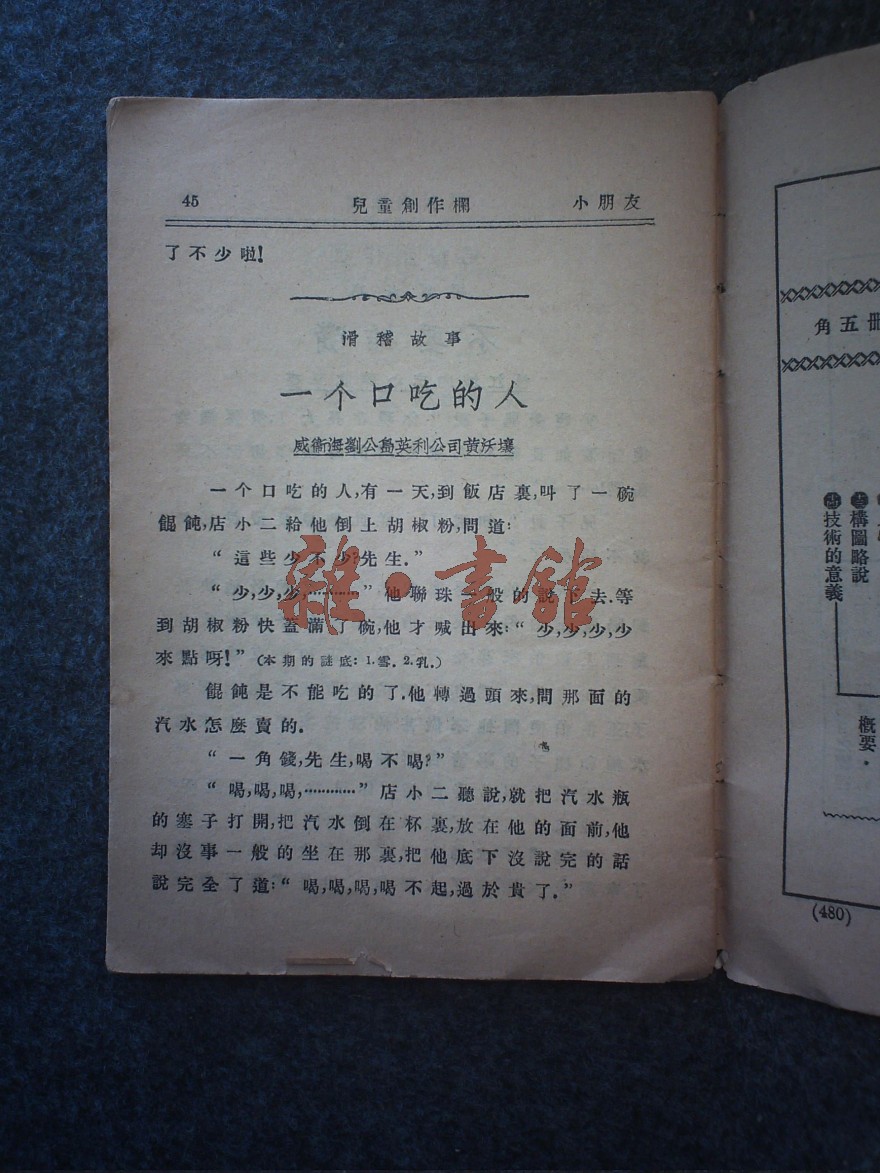 45 兒童創作欄 小朋友
了不少啦!
滑稽故事
一个口吃的人
威衞海劉公島英利公司黄沃壤
一个口吃的人,有一天,到飯店裏,叫了一碗
餛飩,店小二給他倒上胡椒粉,問道:
“這些少不少?先生.”
“少,少,少,…………” 他聯珠一般的說下去.等
到胡椒粉快蓋滿了碗,他才喊出來:“少,少,少,少
來點呀!” (本期的謎底: 1.雪. 2.乳.)
餛飩是不能吃的了.他轉過頭來,問那面的
汽水怎麼賣的.
“一角錢,先生,喝不喝?”
“喝,喝,喝,…………” 店小二聽說,就把汽水瓶
的塞子打開,把汽水倒在杯裏,放在他的面前,他
却沒事一般的坐在那裏,把他底下沒說完的話
說完全了道:“喝,喝,喝,喝不起,過於貴了.”
雜·書館
角五册
構圖略說
技術的意義
概要.
(480)